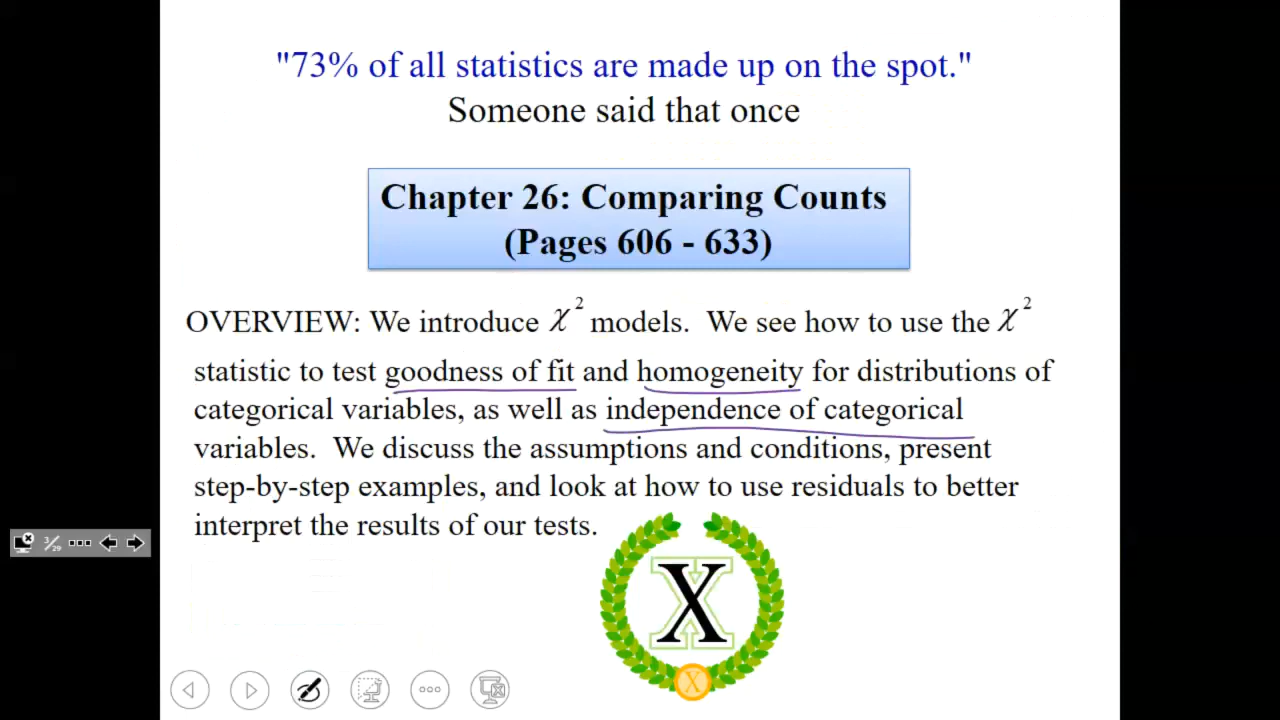 "73% of all statistics are made up on the spot."
Someone said that once
Chapter 26: Comparing Counts
(Pages 606 - 633)
OVERVIEW: We introduce χ² models.  We see how to use the χ²
statistic to test goodness of fit and homogeneity for distributions of
categorical variables, as well as independence of categorical
variables.  We discuss the assumptions and conditions, present
step-by-step examples, and look at how to use residuals to better
interpret the results of our tests.
3/29
X
X